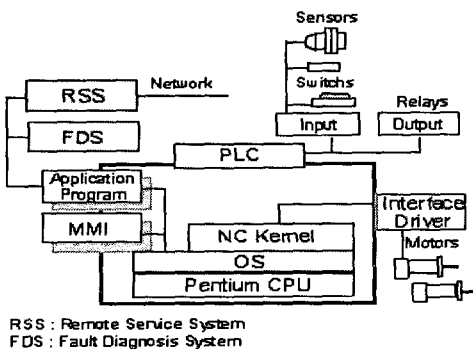 Sensors
Network
Switchs
RSS
Relays
Input
Output
FDS
PLC
Application
Program
Interface
Driver
MMI
NC Kernel
Motors
OS
Pentium CPU
RSS : Remote Service System
FDS : Fault Diagnosis System